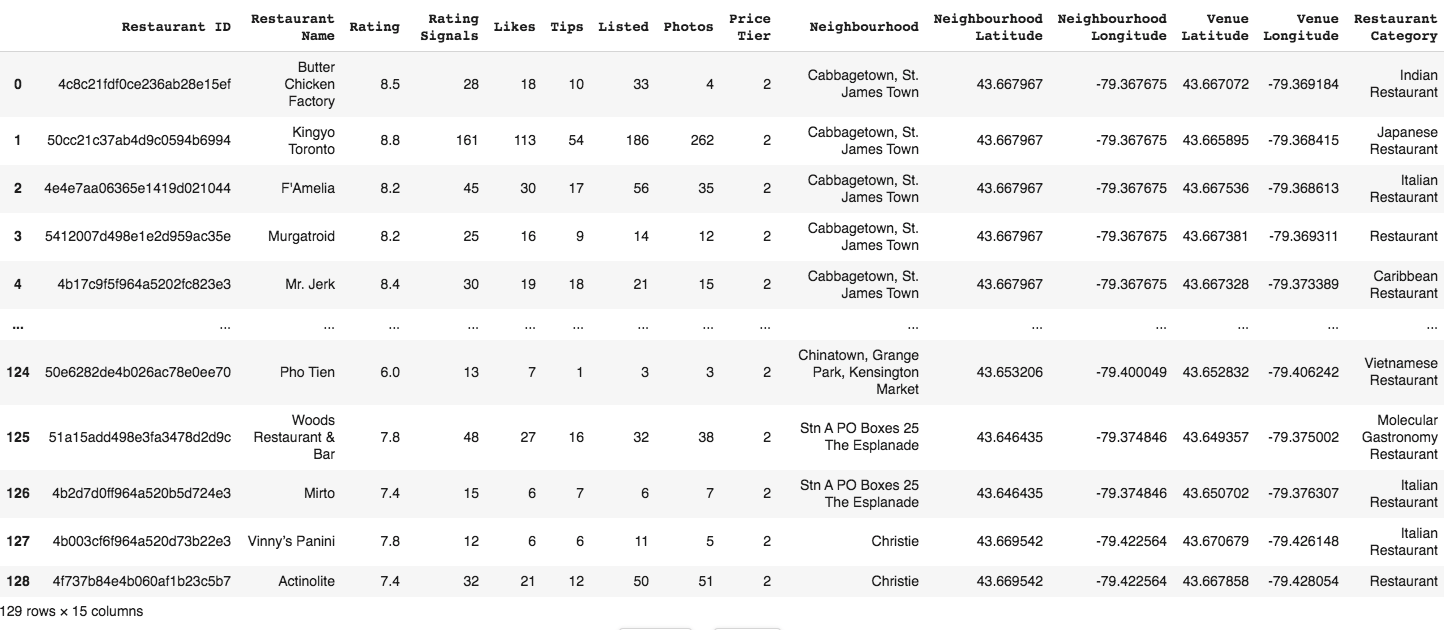 Restaurant ID Restaurant Name Rating Rating Signals Likes Tips Listed Photos Price Tier Neighbourhood Neighbourhood Latitude Neighbourhood Longitude Venue Latitude Venue Longitude Restaurant Category
0 4c8c21fdf0ce236ab28e15ef Butter Chicken Factory 8.5 28 18 10 33 4 2 Cabbagetown, St. James Town 43.667967 -79.367675 43.667072 -79.369184 Indian Restaurant
1 50cc21c37ab4d9c0594b6994 Kingyo Toronto 8.8 161 113 54 186 262 2 Cabbagetown, St. James Town 43.667967 -79.367675 43.665895 -79.368415 Japanese Restaurant
2 4e4e7aa06365e1419d021044 F'Amelia 8.2 45 30 17 56 35 2 Cabbagetown, St. James Town 43.667967 -79.367675 43.667536 -79.368613 Italian Restaurant
3 5412007d498e1e2d959ac35e Murgatroid 8.2 25 16 9 14 12 2 Cabbagetown, St. James Town 43.667967 -79.367675 43.667381 -79.369311 Restaurant
4 4b17c9f5f964a5202fc823e3 Mr. Jerk 8.4 30 19 18 21 15 2 Cabbagetown, St. James Town 43.667967 -79.367675 43.667328 -79.373389 Caribbean Restaurant
... ... ... ... ... ... ... ... ... ... ... ... ... ... ... ...
124 50e6282de4b026ac78e0ee70 Pho Tien 6.0 13 7 1 3 3 2 Chinatown, Grange Park, Kensington Market 43.653206 -79.400049 43.652832 -79.406242 Vietnamese Restaurant
125 51a15add498e3fa3478d2d9c Woods Restaurant & Bar 7.8 48 27 16 32 38 2 Stn A PO Boxes 25 The Esplanade 43.646435 -79.374846 43.649357 -79.375002 Molecular Gastronomy Restaurant
126 4b2d7d0ff964a520b5d724e3 Mirto 7.4 15 6 7 6 7 2 Stn A PO Boxes 25 The Esplanade 43.646435 -79.374846 43.650702 -79.376307 Italian Restaurant
127 4b003cf6f964a520d73b22e3 Vinny’s Panini 7.8 12 6 6 11 5 2 Christie 43.669542 -79.422564 43.670679 -79.426148 Italian Restaurant
128 4f737b84e4b060af1b23c5b7 Actinolite 7.4 32 21 12 50 51 2 Christie 43.669542 -79.422564 43.667858 -79.428054 Restaurant
129 rows × 15 columns